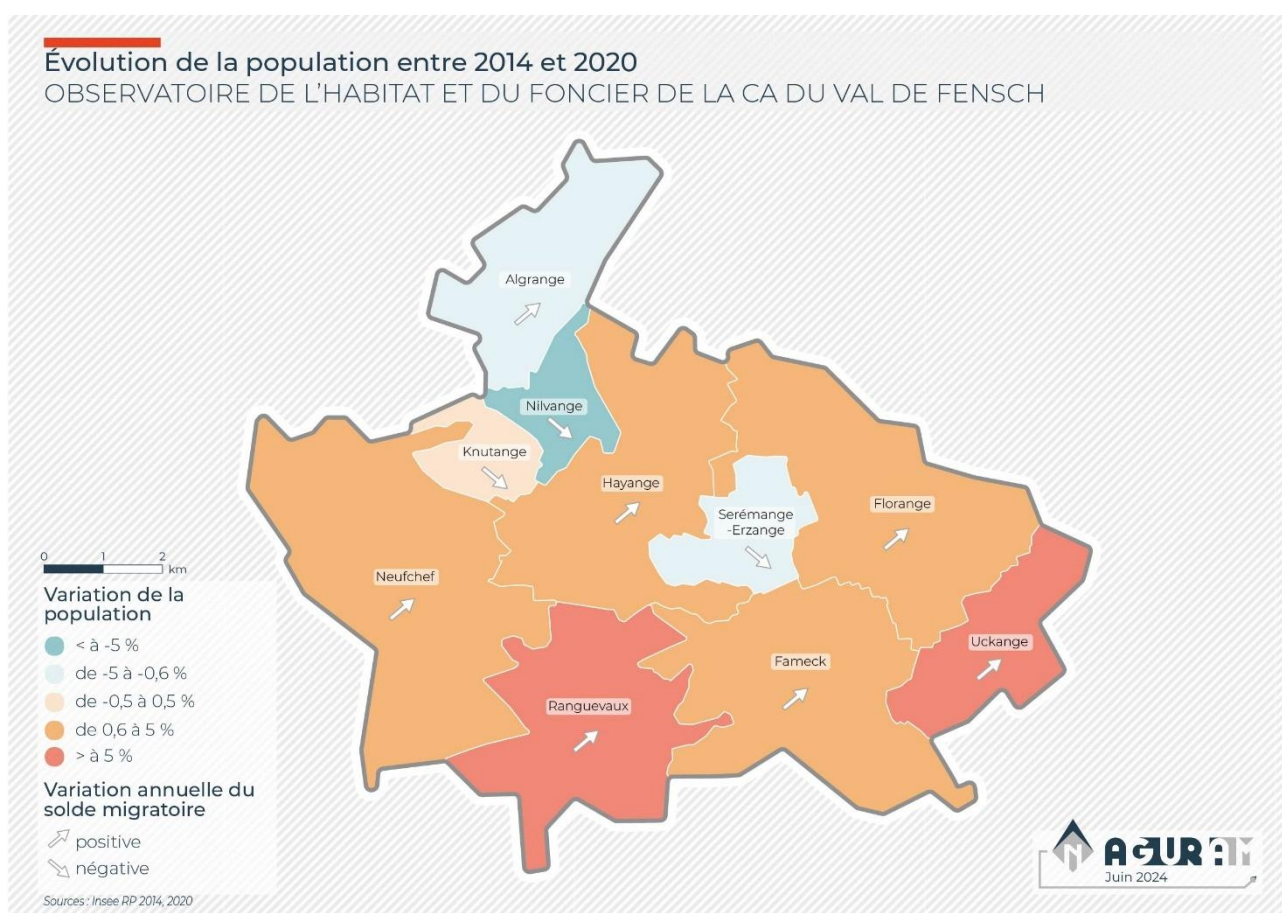 Évolution de la population entre 2014 et 2020
OBSERVATOIRE DE L'HABITAT ET DU FONCIER DE LA CA DU VAL DE FENSCH
Algrange
Nilvange
Knutange
Hayange
Serémange
-Erzange
Florange
Neufchef
Uckange
Fameck
Ranguevaux
0 1 2
km
Variation de la
population
< à -5 %
de -5 à -0,6 %
de -0,5 à 0,5 %
de 0,6 à 5 %
> à 5 %
Variation annuelle du
solde migratoire
positive
négative
Sources : Insee RP 2014, 2020
N
AGURAM
Juin 2024